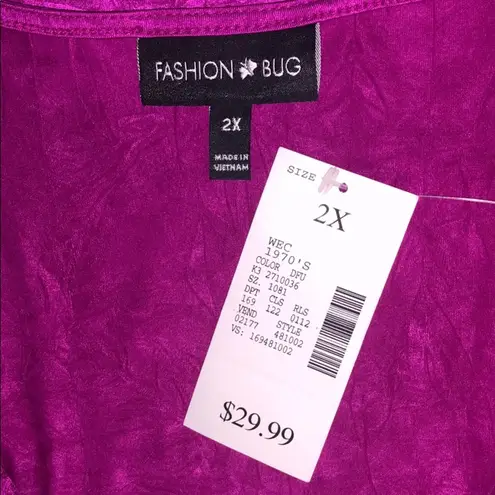 FASHION BUG
2X
MADE IN
VIETNAM
SIZE
2X
WEC
1970'S
COLOR DFU
K3 2710036
SZ. 1081
DPT CLS RLS
169 122 0112
VEND STYLE
02177 481002
VS: 169481002
$29.99